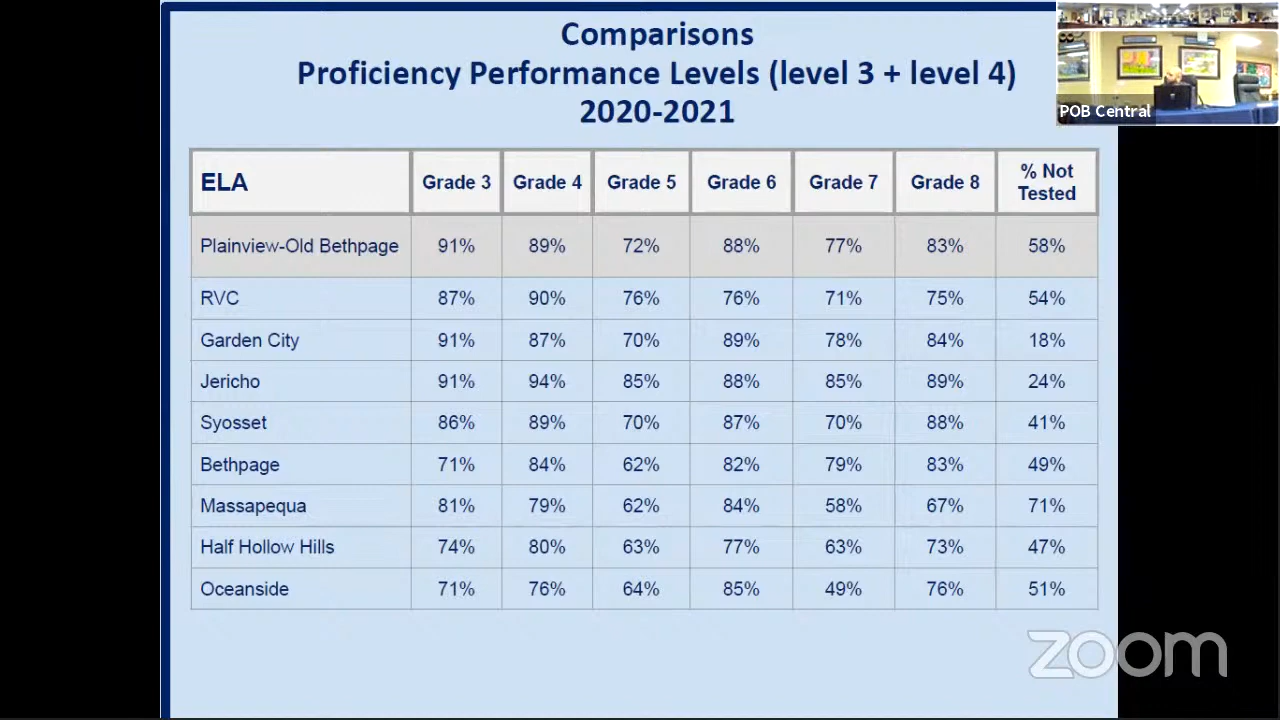 Comparisons
Proficiency Performance Levels (level 3 + level 4)
2020-2021
POB Central
ELA Grade 3 Grade 4 Grade 5 Grade 6 Grade 7 Grade 8 % Not Tested
Plainview-Old Bethpage 91% 89% 72% 88% 77% 83% 58%
RVC 87% 90% 76% 76% 71% 75% 54%
Garden City 91% 87% 70% 89% 78% 84% 18%
Jericho 91% 94% 85% 88% 85% 89% 24%
Syosset 86% 89% 70% 87% 70% 88% 41%
Bethpage 71% 84% 62% 82% 79% 83% 49%
Massapequa 81% 79% 62% 84% 58% 67% 71%
Half Hollow Hills 74% 80% 63% 77% 63% 73% 47%
Oceanside 71% 76% 64% 85% 49% 76% 51%
zoom